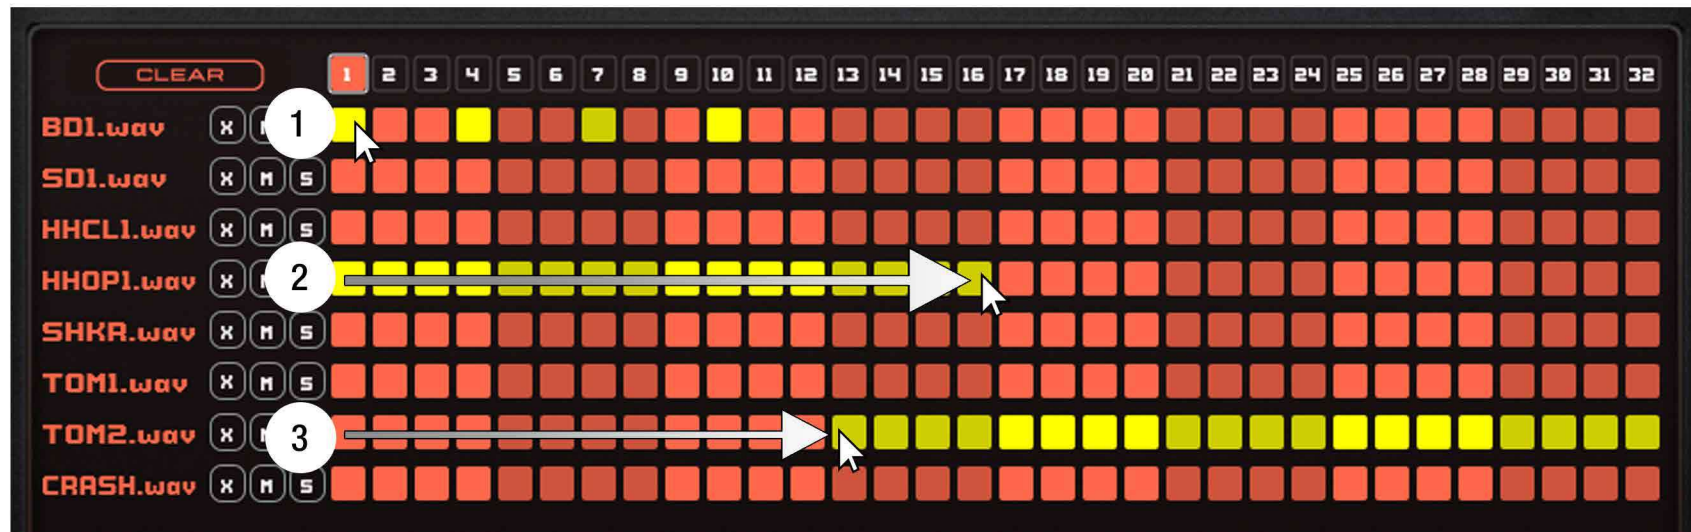 CLEAR 1 2 3 4 5 6 7 8 9 10 11 12 13 14 15 16 17 18 19 20 21 22 23 24 25 26 27 28 29 30 31 32
BD1.wav X 1
SD1.wav X M S
HHCL1.wav X M S
HHOP1.wav X 2
SHKR.wav X M S
TOM1.wav X M S
TOM2.wav X 3
CRASH.wav X M S